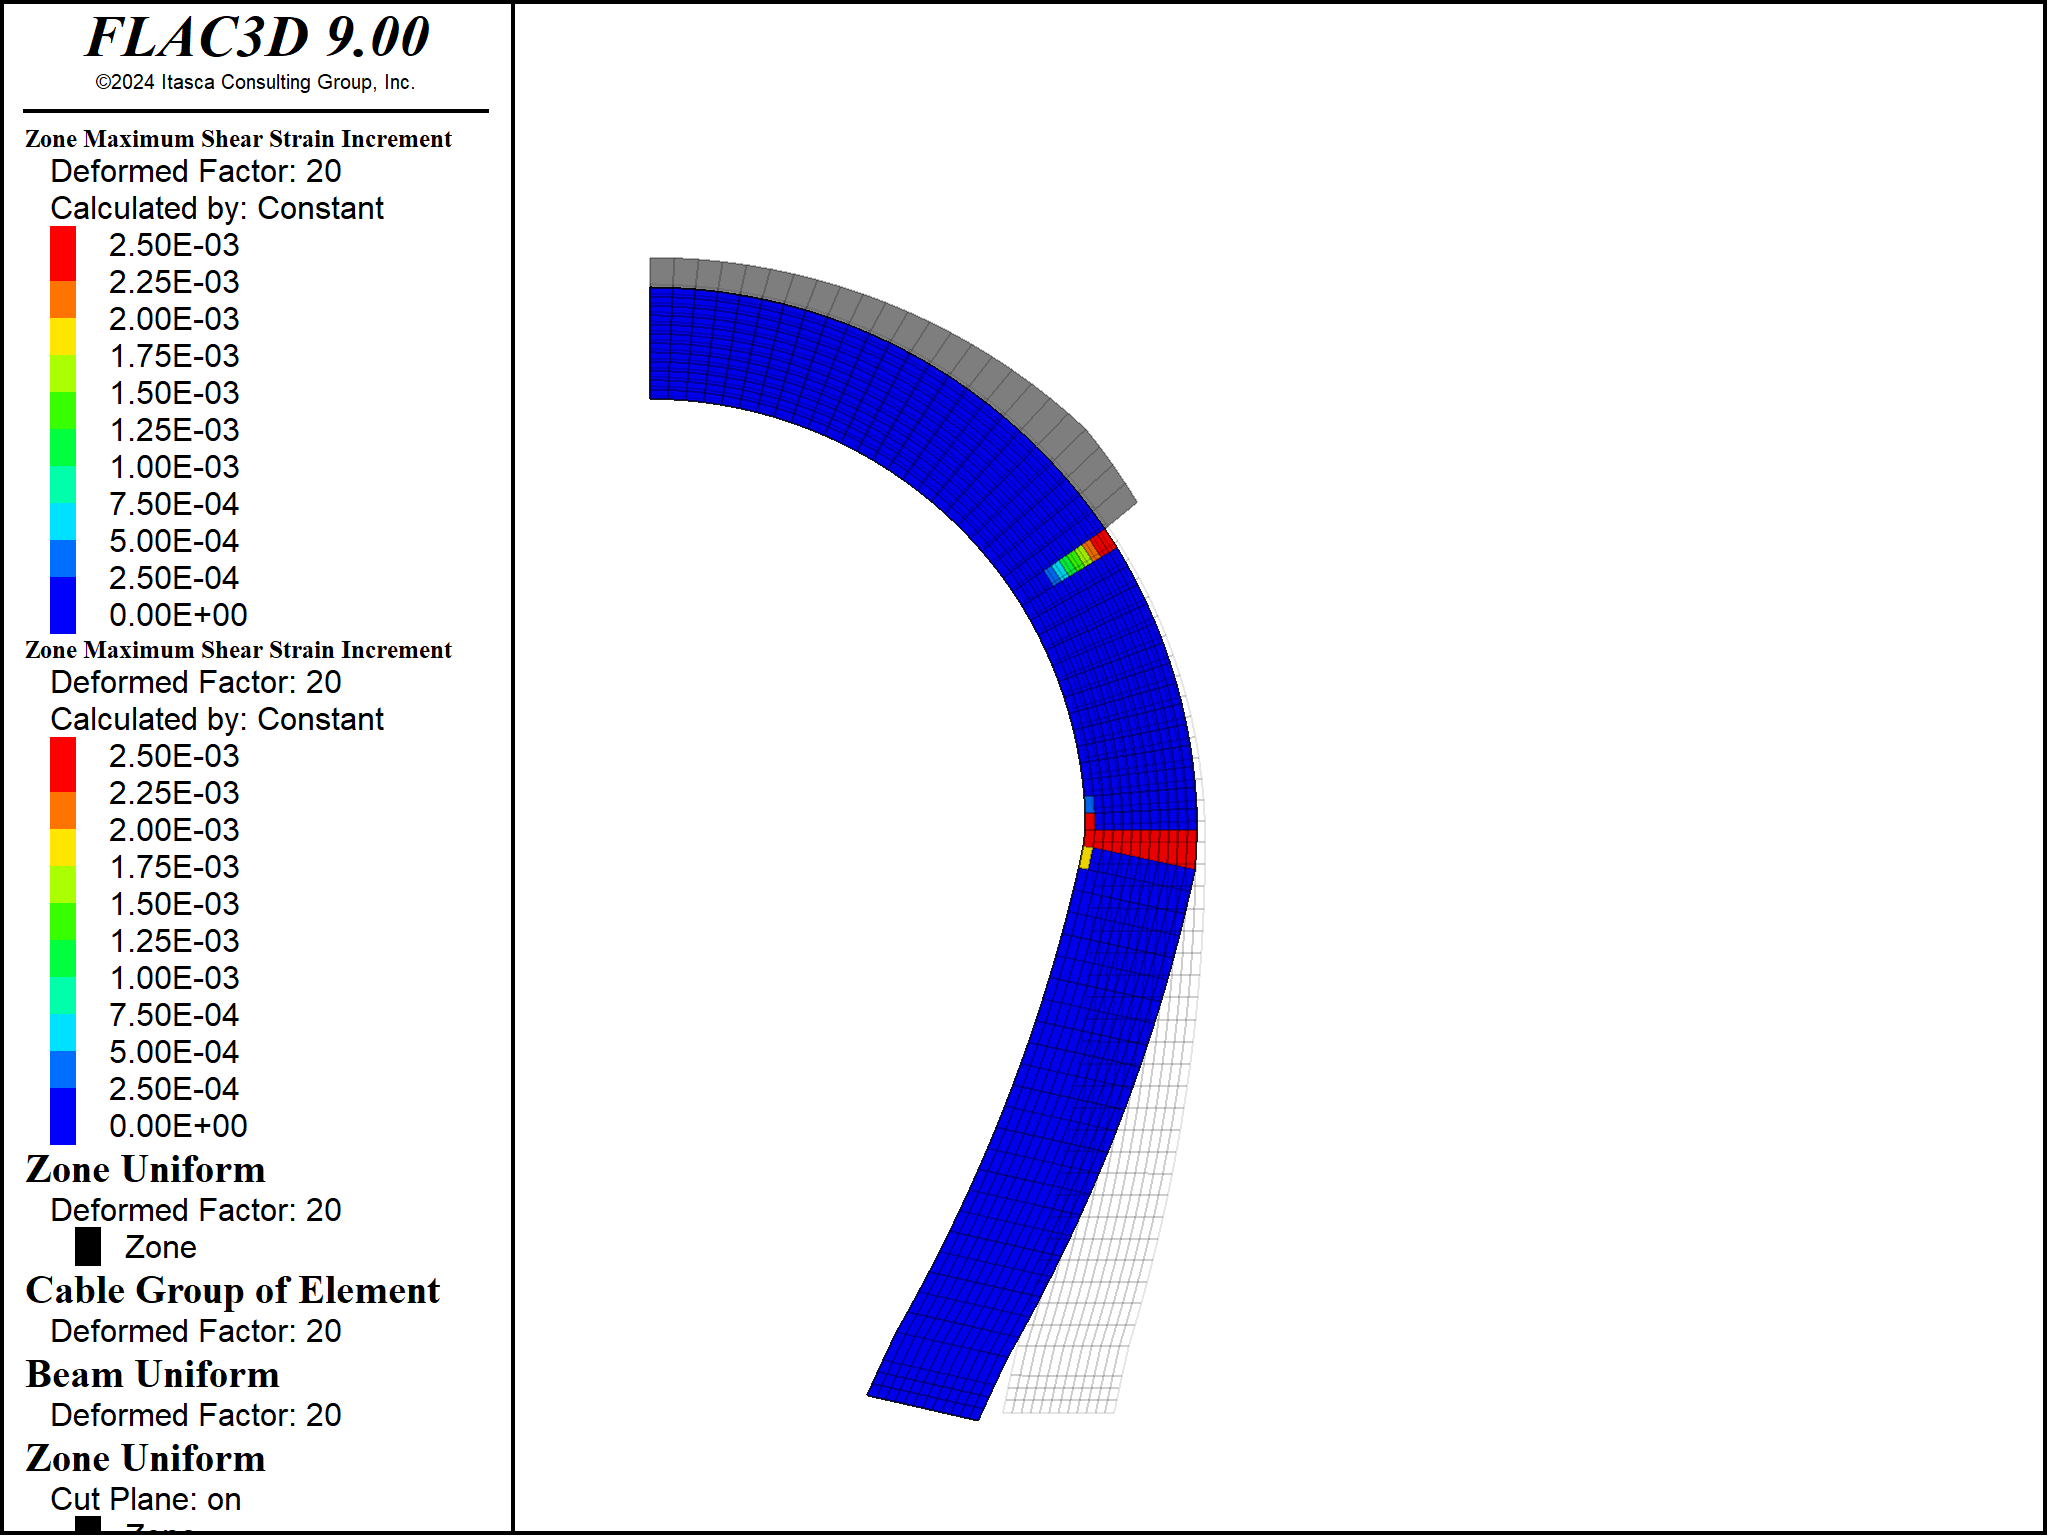 FLAC3D 9.00
©2024 Itasca Consulting Group, Inc.
Zone Maximum Shear Strain Increment
Deformed Factor: 20
Calculated by: Constant
2.50E-03
2.25E-03
2.00E-03
1.75E-03
1.50E-03
1.25E-03
1.00E-03
7.50E-04
5.00E-04
2.50E-04
0.00E+00
Zone Maximum Shear Strain Increment
Deformed Factor: 20
Calculated by: Constant
2.50E-03
2.25E-03
2.00E-03
1.75E-03
1.50E-03
1.25E-03
1.00E-03
7.50E-04
5.00E-04
2.50E-04
0.00E+00
Zone Uniform
Deformed Factor: 20
Zone
Cable Group of Element
Deformed Factor: 20
Beam Uniform
Deformed Factor: 20
Zone Uniform
Cut Plane: on